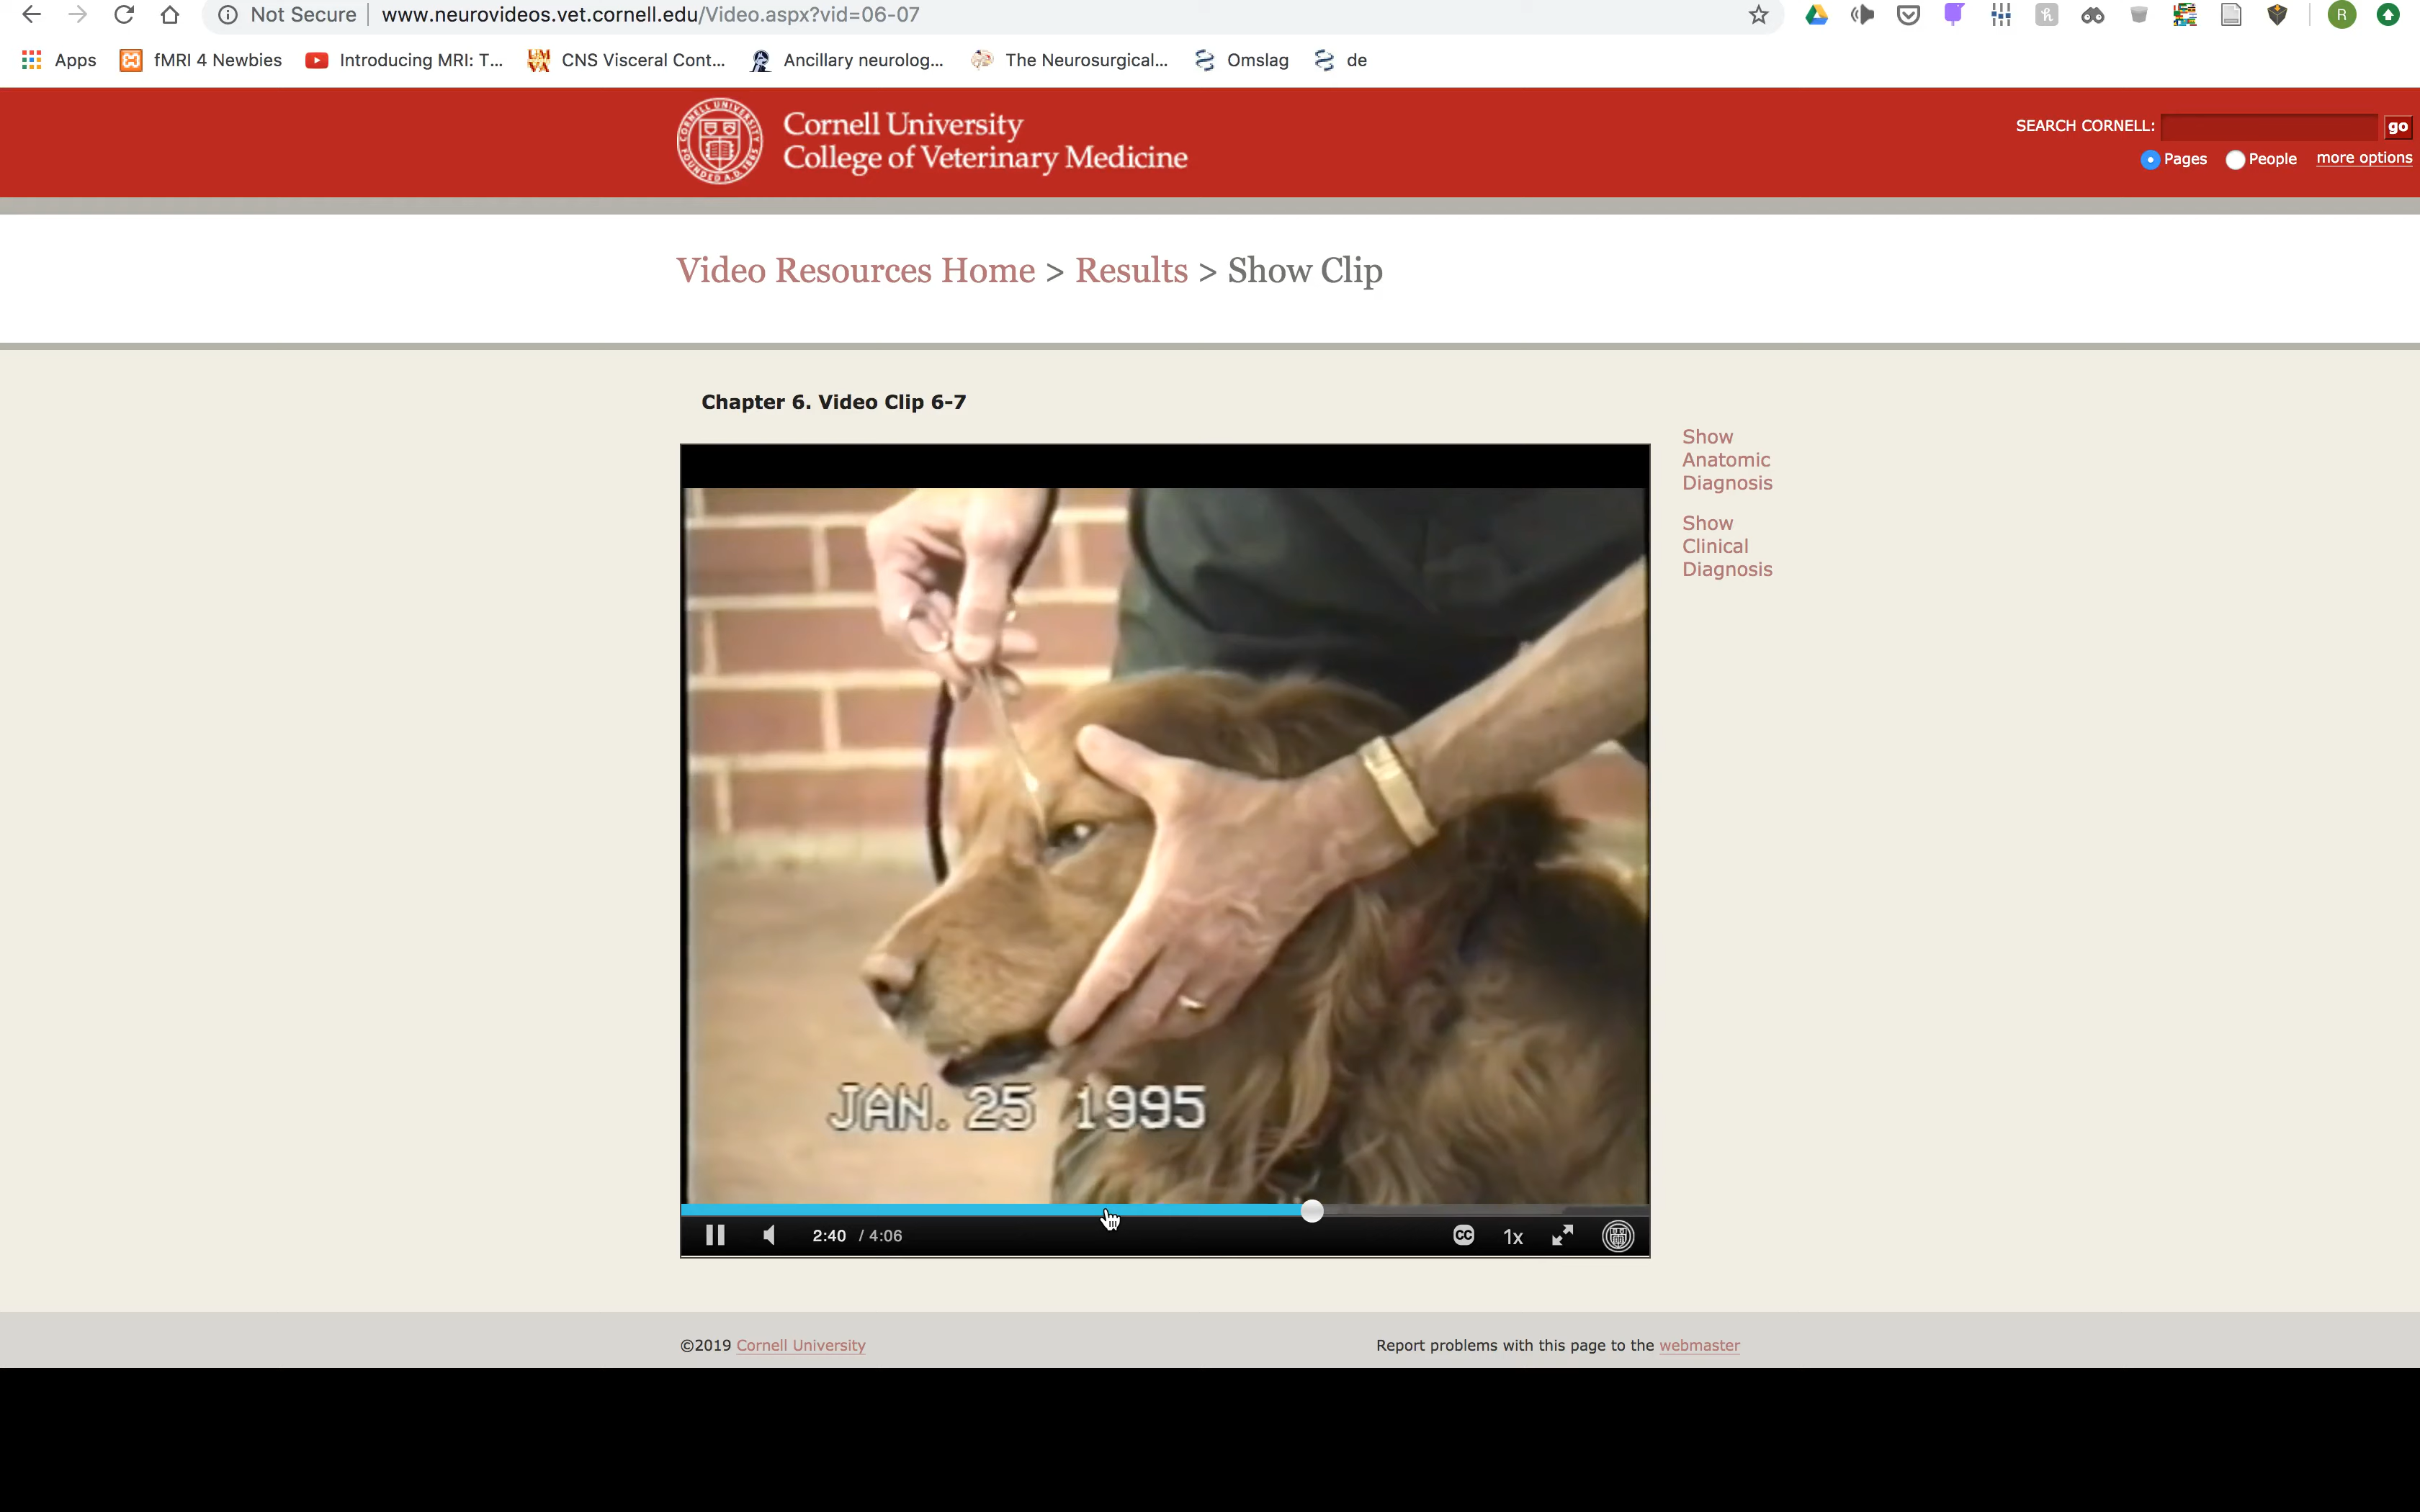 Not Secure www.neurovideos.vet.cornell.edu/Video.aspx?vid=06-07 R
Apps fMRI 4 Newbies Introducing MRI: T... CNS Visceral Cont... Ancillary neurolog... The Neurosurgical... Omslag de
Cornell University
College of Veterinary Medicine
SEARCH CORNELL: go
Pages People more options
Video Resources Home > Results > Show Clip
Chapter 6. Video Clip 6-7
Show
Anatomic
Diagnosis
Show
Clinical
Diagnosis
JAN. 25 1995
2:40 / 4:06 CC 1x
©2019 Cornell University Report problems with this page to the webmaster